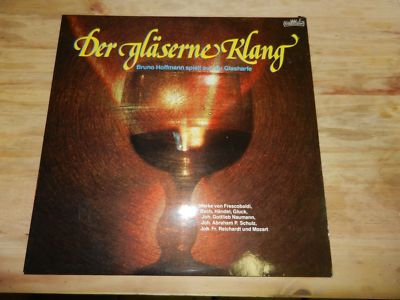 Der gläserne Klang
Bruno Hoffmann spielt auf der Glasharfe
Werke von Frescobaldi,
Bach, Händel, Gluck,
Joh. Gottlieb Naumann,
Joh. Abraham P. Schulz,
Joh. Fr. Reichardt und Mozart